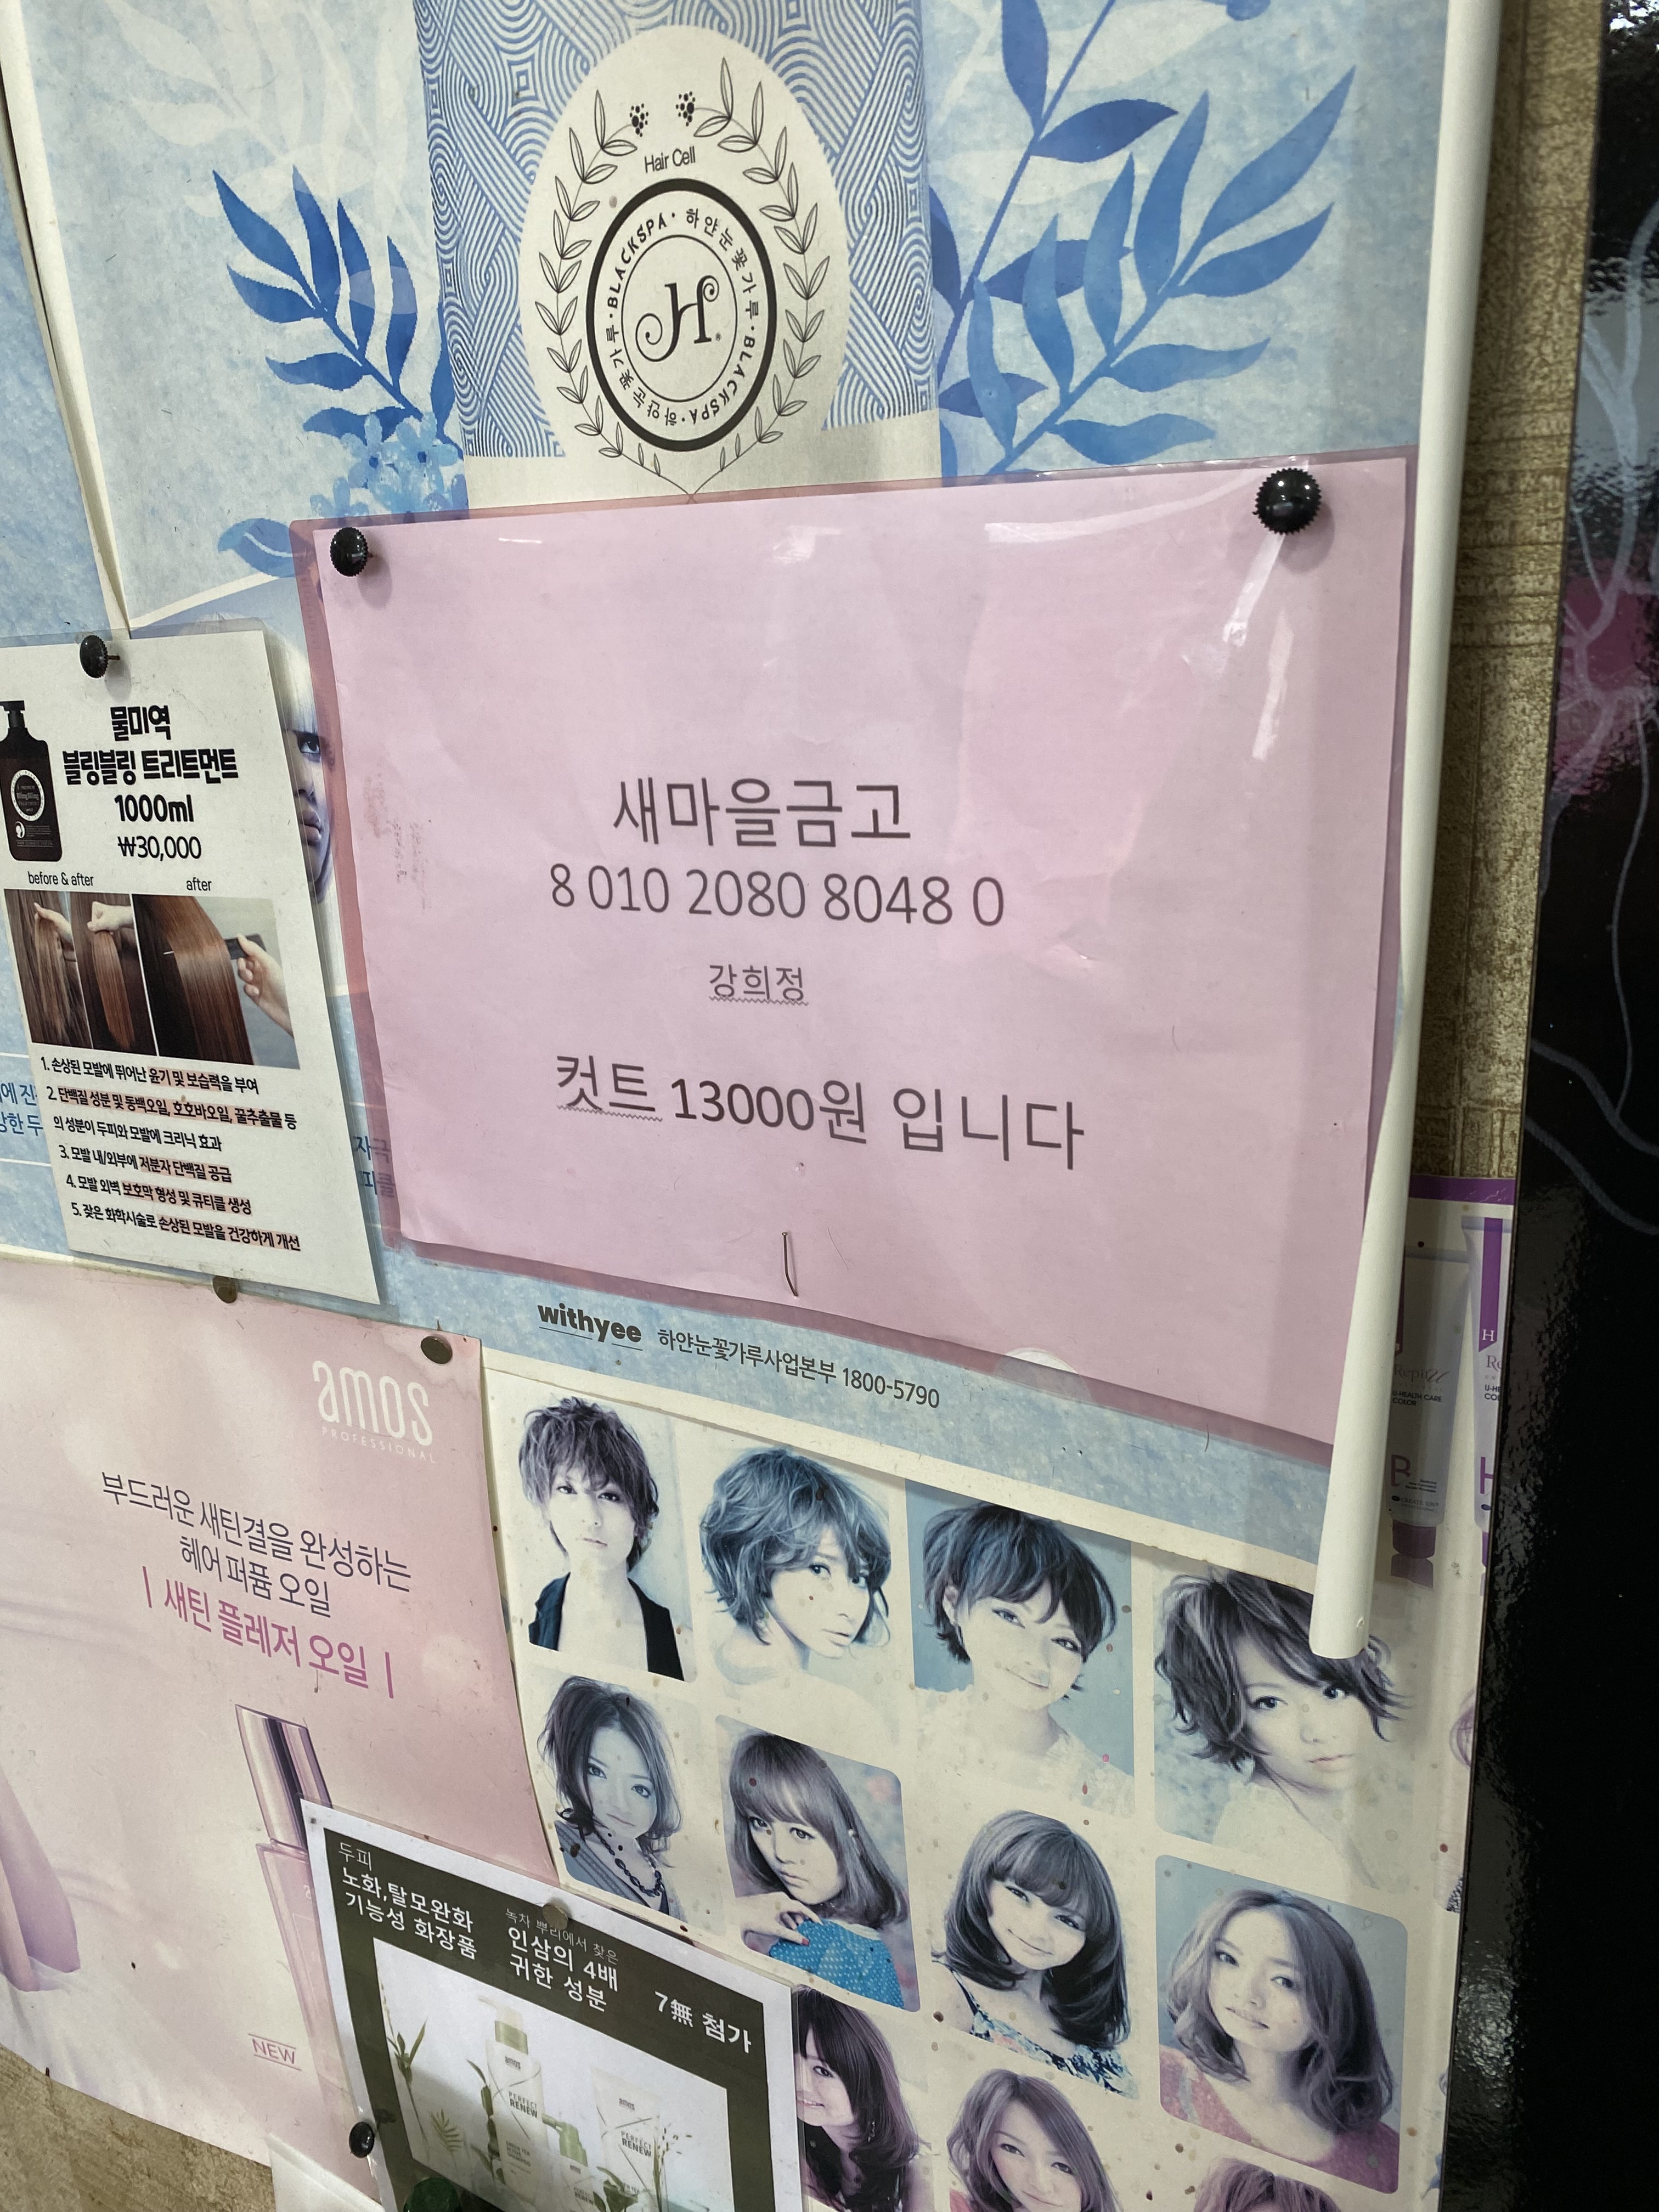 Hair Cell
BLACKSPA · 하얀눈꽃가루 · BLACKSPA · 하얀눈꽃가루 ·
H
새마을금고
8 010 2080 8048 0
강희정
컷트 13000원 입니다
물미역
블링블링 트리트먼트
1000ml
₩30,000
before & after
after
1. 손상된 모발에 뛰어난 윤기 및 보습력을 부여
2. 단백질 성분 및 동백오일, 호호바오일, 꿀추출물 등
의 성분이 두피와 모발에 크리닉 효과
3. 모발 내/외부에 저분자 단백질 공급
4. 모발 외벽 보호막 형성 및 큐티클 생성
5. 잦은 화학시술로 손상된 모발을 건강하게 개선
withyee 하얀눈꽃가루사업본부 1800-5790
amos
PROFESSIONAL
부드러운 새틴결을 완성하는
헤어 퍼퓸 오일
| 새틴 플레저 오일 |
NEW
두피
노화,탈모완화
기능성 화장품
녹차 뿌리에서 찾은
인삼의 4배
귀한 성분
7無 첨가
amos
PERFECT
RENEW
PERFECT
RENEW
U-HEALTH CARE
COLOR